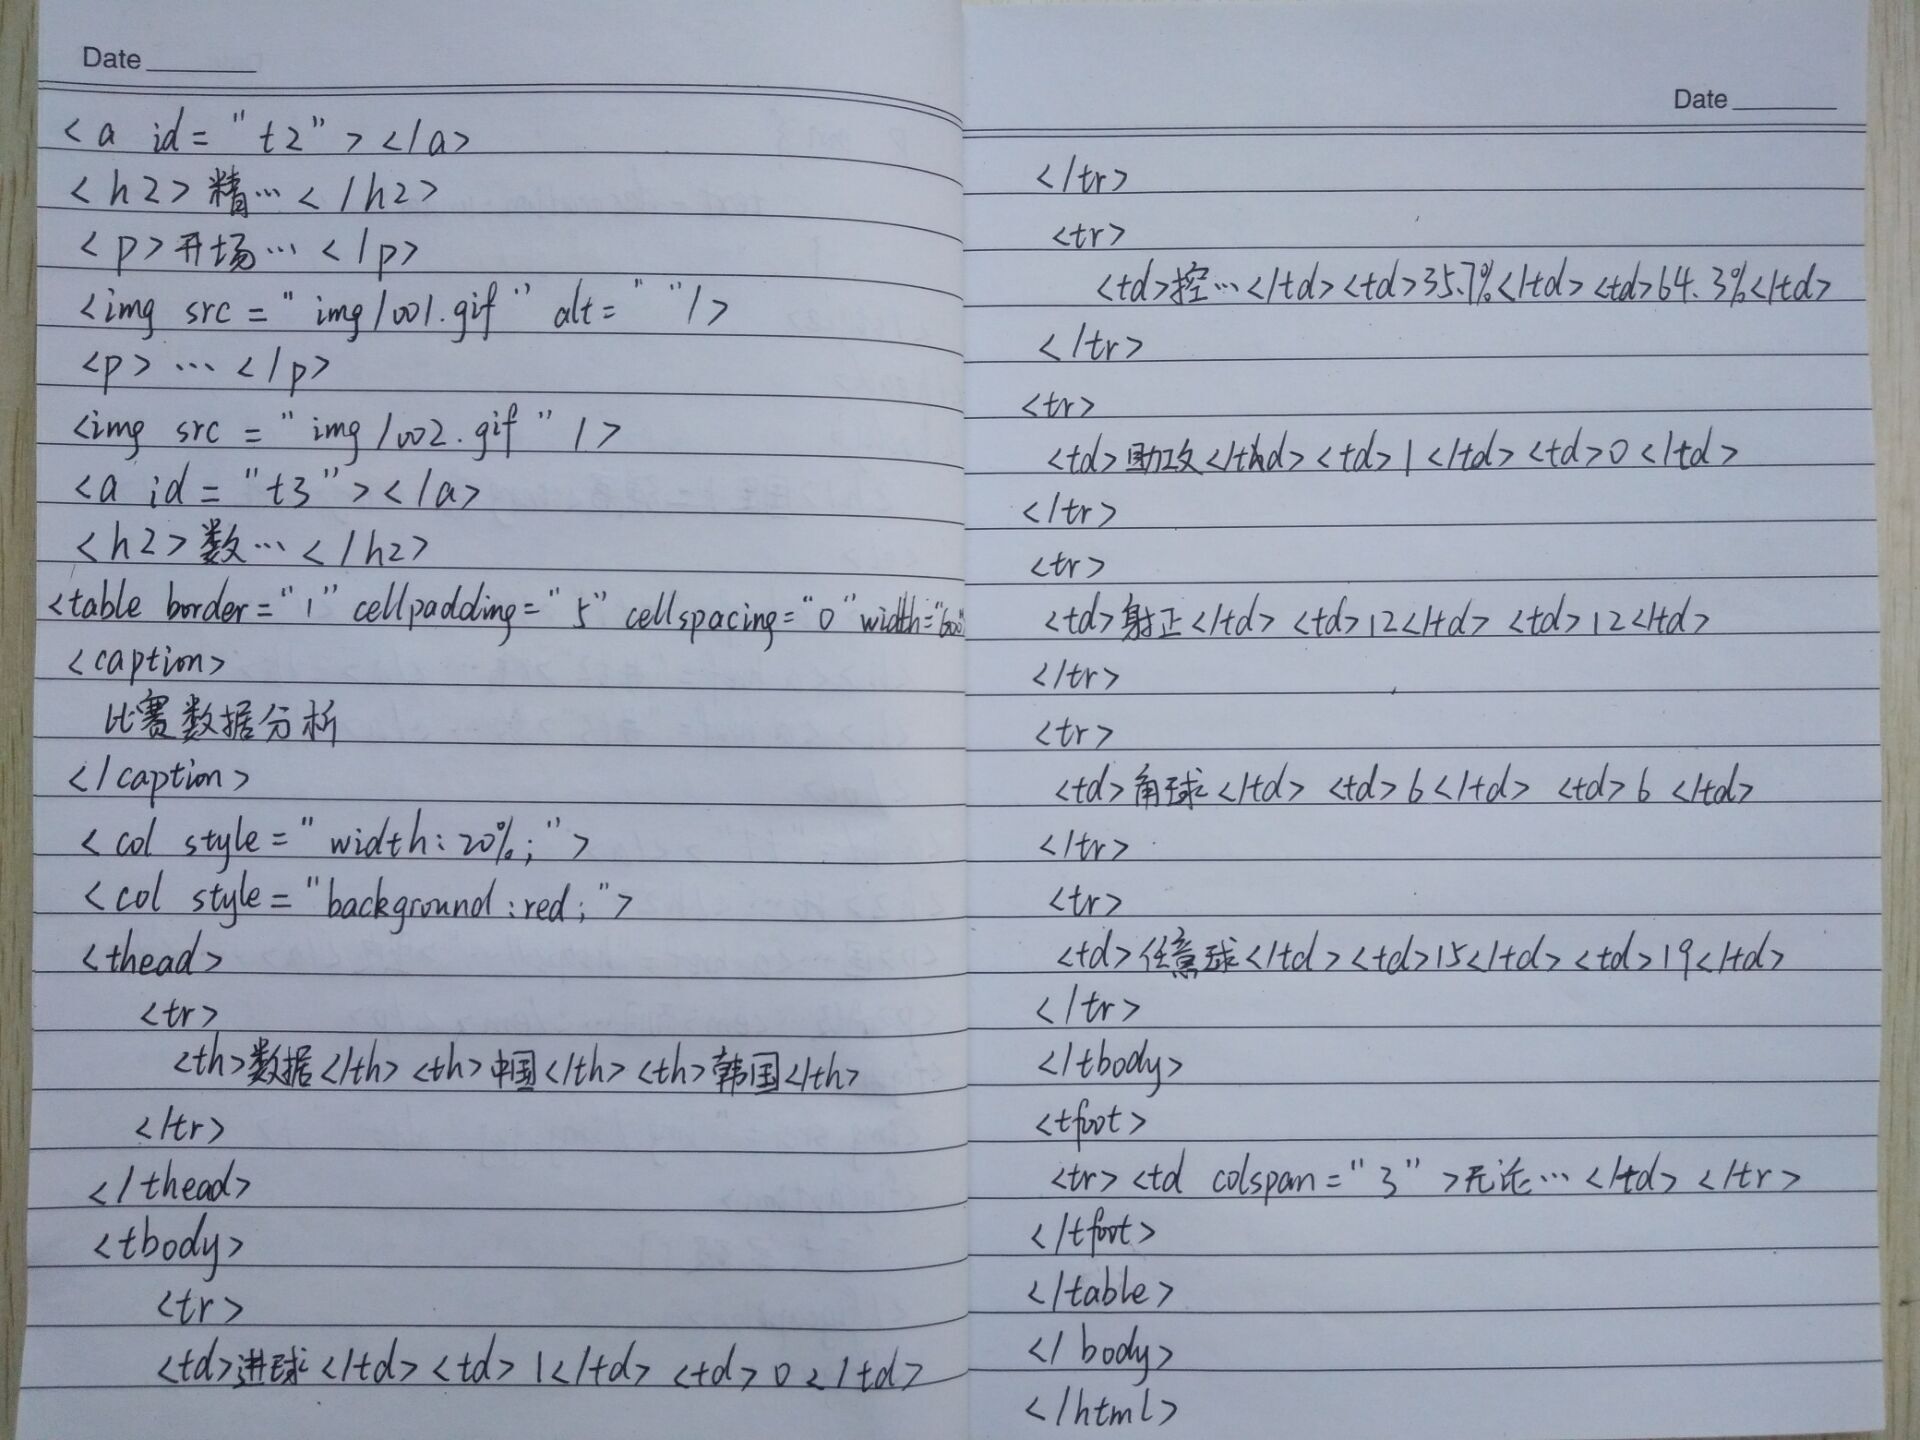 Date
<a id="t2"></a>
<h2>精…</h2>
<p>开场…</p>
<img src="img/001.gif" alt=" "/>
<p>…</p>
<img src="img/002.gif"/>
<a id="t3"></a>
<h2>数…</h2>
<table border="1" cellpadding="5" cellspacing="0" width="600"
<caption>
比赛数据分析
</caption>
<col style="width:20%;">
<col style="background:red;">
<thead>
<tr>
<th>数据</th><th>中国</th><th>韩国</th>
</tr>
</thead>
<tbody>
<tr>
<td>进球</td><td>1</td><td>0</td>
Date
</tr>
<tr>
<td>控…</td><td>35.7%</td><td>64.3%</td>
</tr>
<tr>
<td>助攻</td><td>1</td><td>0</td>
</tr>
<tr>
<td>射正</td><td>12</td><td>12</td>
</tr>
<tr>
<td>角球</td><td>6</td><td>6</td>
</tr>
<tr>
<td>任意球</td><td>15</td><td>19</td>
</tr>
</tbody>
<tfoot>
<tr><td colspan="3">无论…</td></tr>
</tfoot>
</table>
</body>
</html>